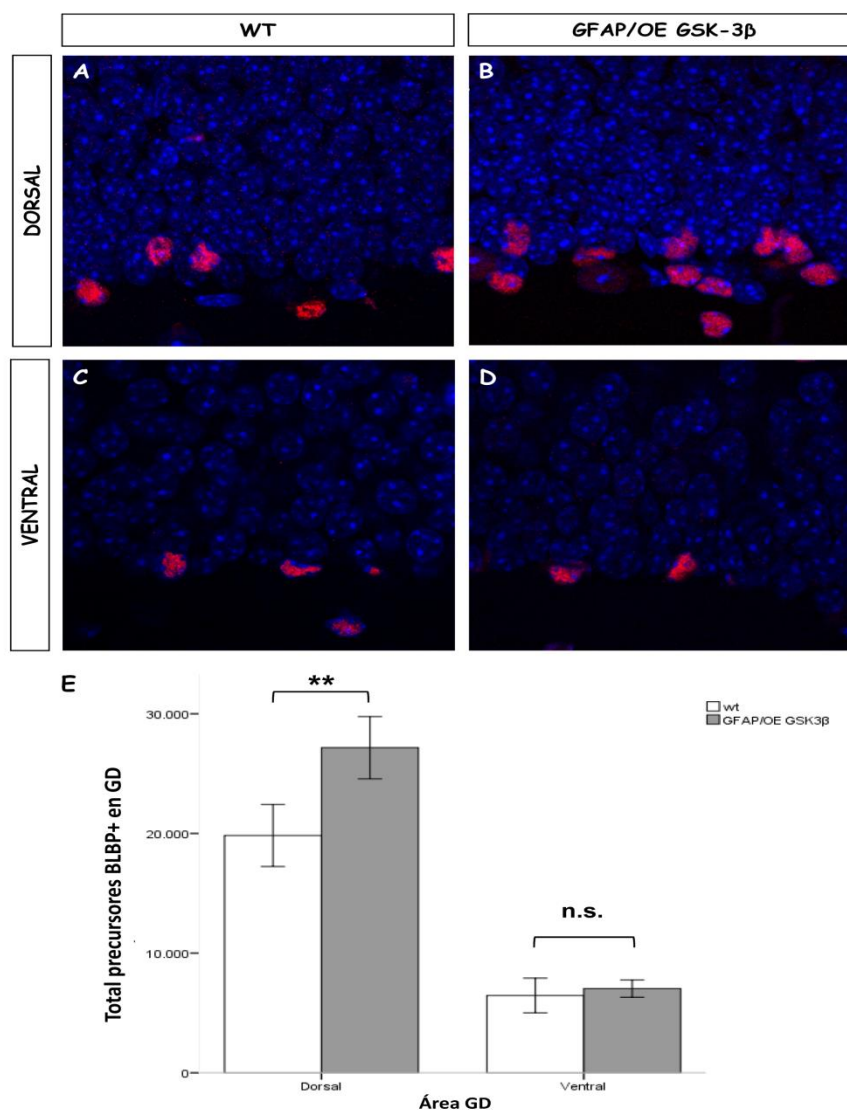 WT
GFAP/OE GSK-3β
DORSAL
A
B
VENTRAL
C
D
E
**
n.s.
wt
GFAP/OE GSK3β
Total precursores BLBP+ en GD
30.000
20.000
10.000
0
Dorsal
Ventral
Área GD